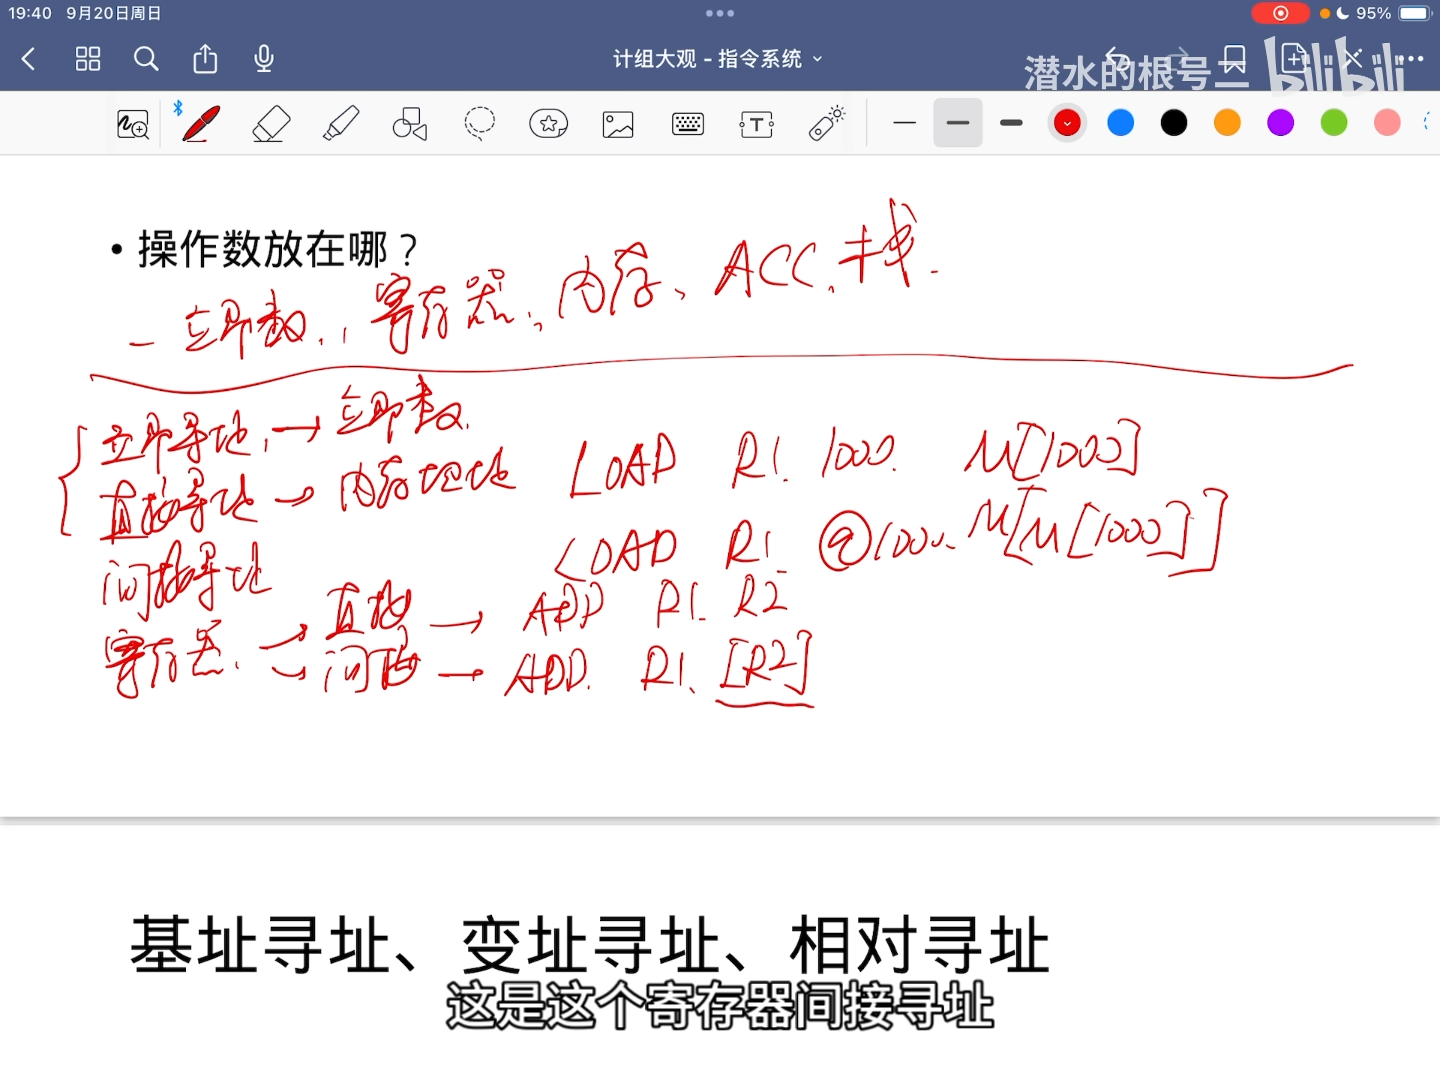 19:40 9月20日周日
95%
计组大观 - 指令系统
潜水的根号二 bilibili
• 操作数放在哪？
- 立即数、寄存器、内存、ACC、栈.
立即寻址, → 立即数.
直接寻址 → 内存地址 LOAD R1. 1000. M[1000]
间接寻址 LOAD R1. @1000. M[M[1000]]
寄存器. → 直接 → ADD R1. R2
→ 间接 → ADD. R1. [R2]
基址寻址、变址寻址、相对寻址
这是这个寄存器间接寻址